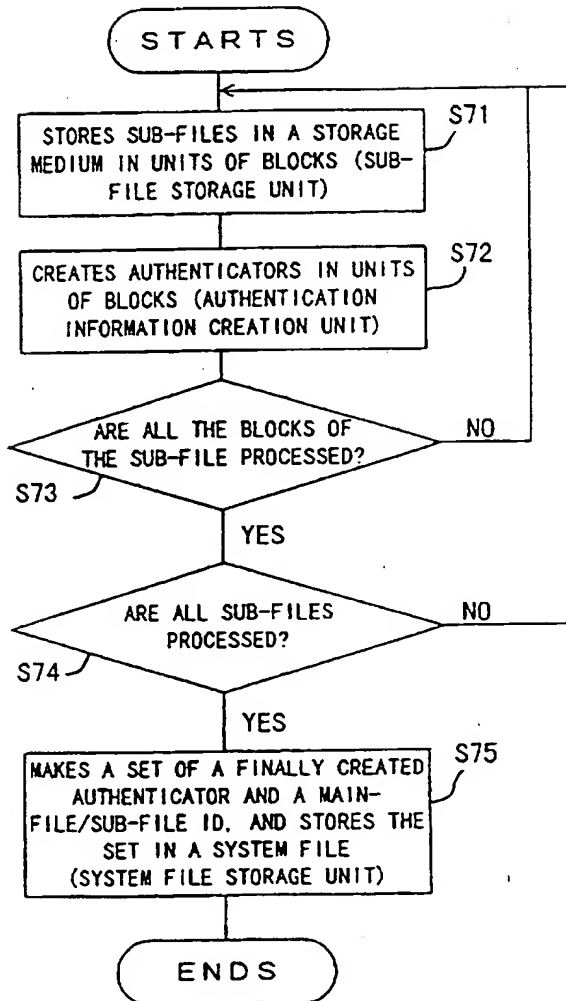 STARTS
S71
STORES SUB-FILES IN A STORAGE
MEDIUM IN UNITS OF BLOCKS (SUB-
FILE STORAGE UNIT)
S72
CREATES AUTHENTICATORS IN UNITS
OF BLOCKS (AUTHENTICATION
INFORMATION CREATION UNIT)
ARE ALL THE BLOCKS OF
THE SUB-FILE PROCESSED?
NO
S73
YES
ARE ALL SUB-FILES
PROCESSED?
NO
S74
YES
S75
MAKES A SET OF A FINALLY CREATED
AUTHENTICATOR AND A MAIN-
FILE/SUB-FILE ID, AND STORES THE
SET IN A SYSTEM FILE
(SYSTEM FILE STORAGE UNIT)
ENDS